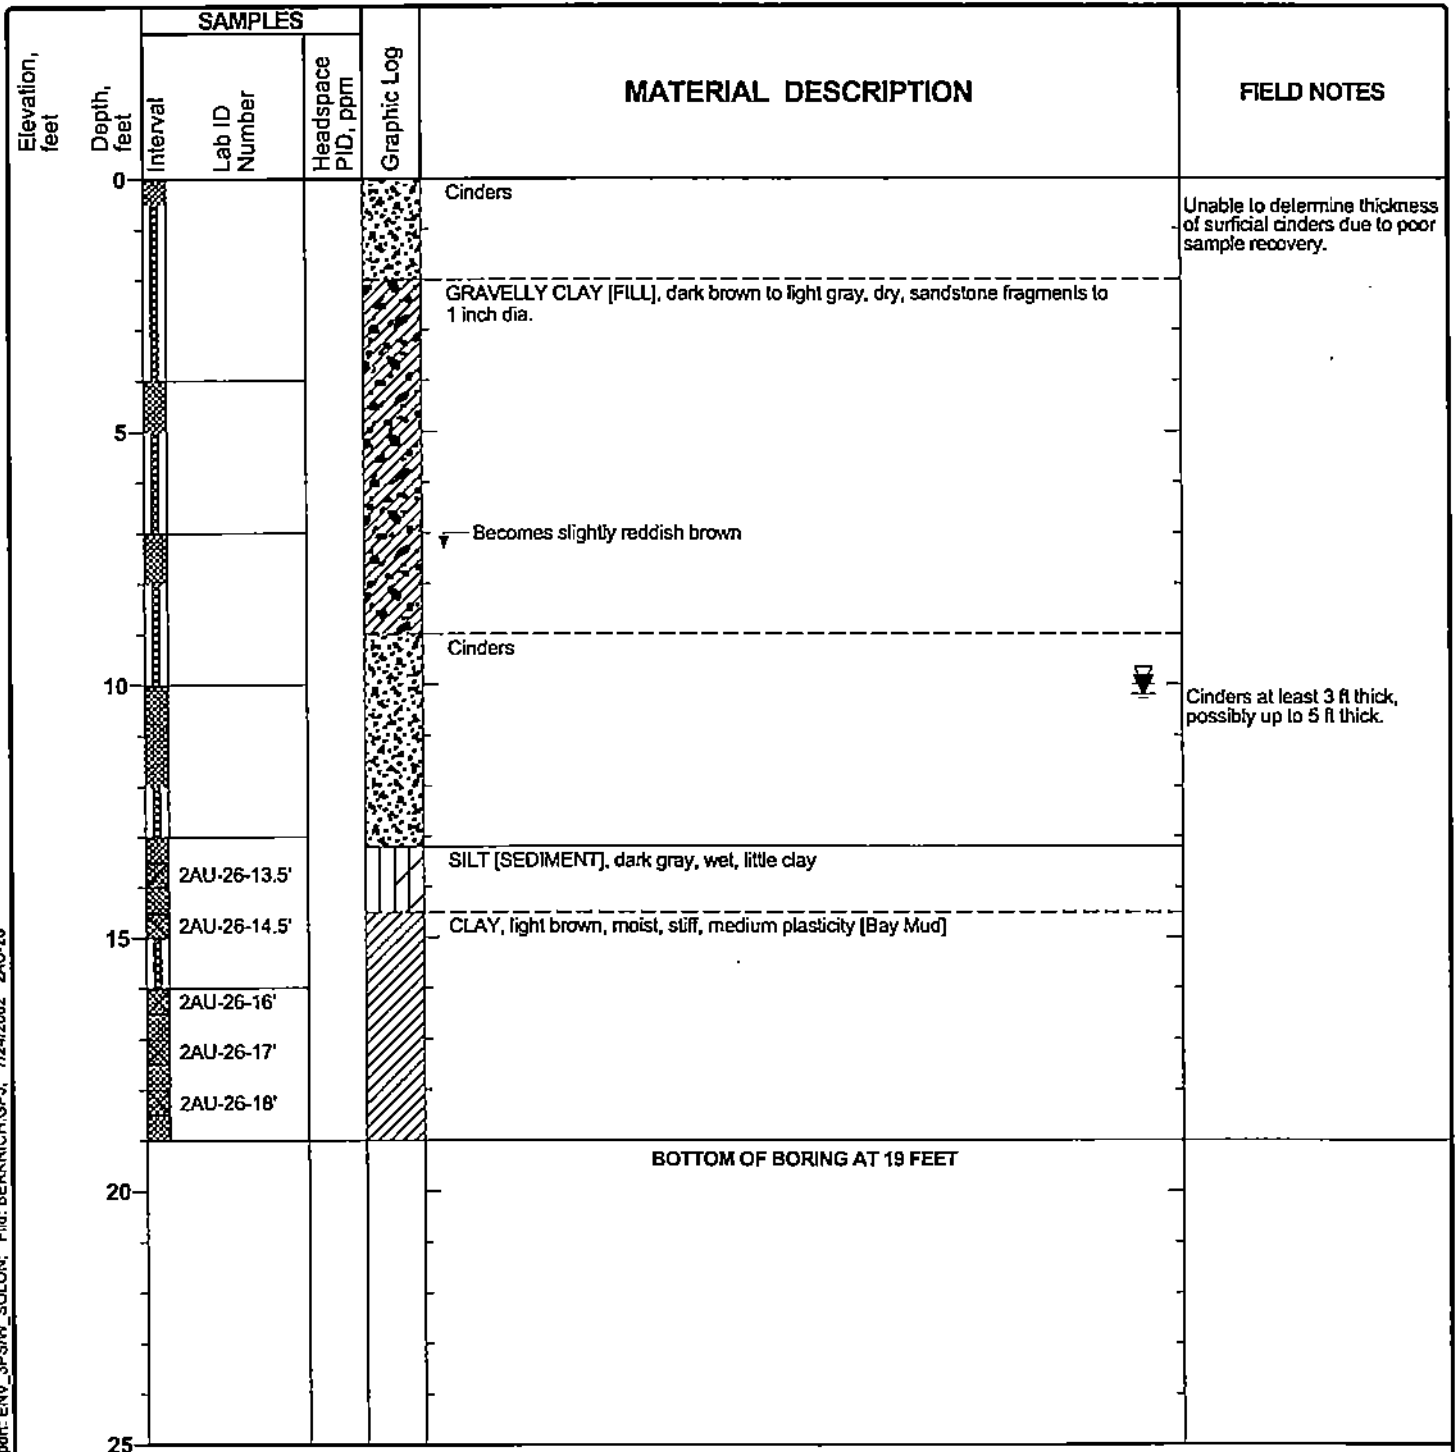 SAMPLES
Elevation,
feet
Depth,
feet
Interval
Lab ID
Number
Headspace
PID, ppm
Graphic Log
MATERIAL DESCRIPTION
FIELD NOTES
0
Cinders
Unable to determine thickness
of surficial cinders due to poor
sample recovery.
GRAVELLY CLAY [FILL], dark brown to light gray, dry, sandstone fragments to
1 inch dia.
5
Becomes slightly reddish brown
Cinders
10
Cinders at least 3 ft thick,
possibly up to 5 ft thick.
SILT [SEDIMENT], dark gray, wet, little clay
2AU-26-13.5'
2AU-26-14.5'
CLAY, light brown, moist, stiff, medium plasticity [Bay Mud]
15
2AU-26-16'
2AU-26-17'
2AU-26-18'
BOTTOM OF BORING AT 19 FEET
20
25